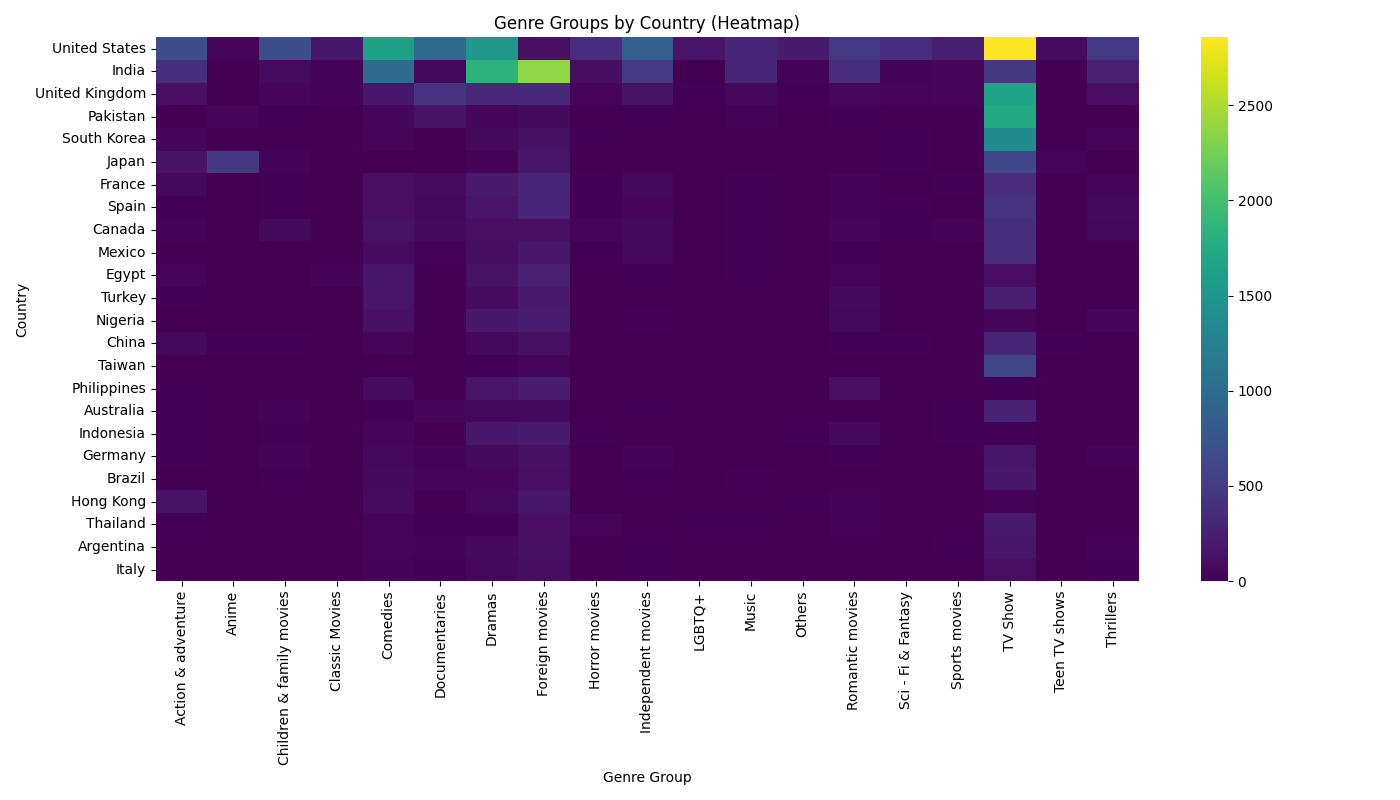 Genre Groups by Country (Heatmap)
Country
United States
India
United Kingdom
Pakistan
South Korea
Japan
France
Spain
Canada
Mexico
Egypt
Turkey
Nigeria
China
Taiwan
Philippines
Australia
Indonesia
Germany
Brazil
Hong Kong
Thailand
Argentina
Italy
Action & adventure
Anime
Children & family movies
Classic Movies
Comedies
Documentaries
Dramas
Foreign movies
Horror movies
Independent movies
LGBTQ+
Music
Others
Romantic movies
Sci - Fi & Fantasy
Sports movies
TV Show
Teen TV shows
Thrillers
Genre Group
2500
2000
1500
1000
500
0